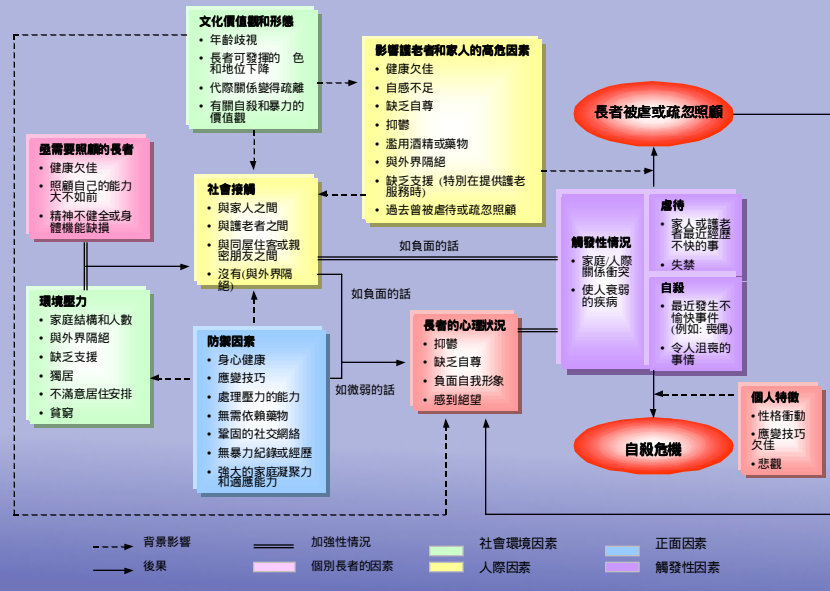 文化價值觀和形態
• 年齡歧視
• 長者可發揮的 色
和地位下降
• 代際關係變得疏離
• 有關自殺和暴力的
價值觀
影響護老者和家人的高危因素
• 健康欠佳
• 自感不足
• 缺乏自尊
• 抑鬱
• 濫用酒精或藥物
• 與外界隔絕
• 缺乏支援 (特別在提供護老
服務時)
• 過去曾被虐待或疏忽照顧
長者被虐或疏忽照顧
亟需要照顧的長者
• 健康欠佳
• 照顧自己的能力
大不如前
• 精神不健全或身
體機能缺損
社會接觸
• 與家人之間
• 與護老者之間
• 與同屋住客或親
密朋友之間
• 沒有(與外界隔
絕)
如負面的話
如負面的話
如微弱的話
觸發性情況
• 家庭/人際
關係衝突
• 使人衰弱
的疾病
虐待
• 家人或護老
者最近經歷
不快的事
• 失禁
自殺
• 最近發生不
愉快事件
(例如: 喪偶)
• 令人沮喪的
事情
環境壓力
• 家庭結構和人數
• 與外界隔絕
• 缺乏支援
• 獨居
• 不滿意居住安排
• 貧窮
防禦因素
• 身心健康
• 應變技巧
• 處理壓力的能力
• 無需依賴藥物
• 鞏固的社交網絡
• 無暴力紀錄或經歷
• 強大的家庭凝聚力
和適應能力
長者的心理狀況
• 抑鬱
• 缺乏自尊
• 負面自我形象
• 感到絕望
個人特徵
• 性格衝動
• 應變技巧
欠佳
• 悲觀
自殺危機
背景影響
加強性情況
社會環境因素
正面因素
後果
個別長者的因素
人際因素
觸發性因素